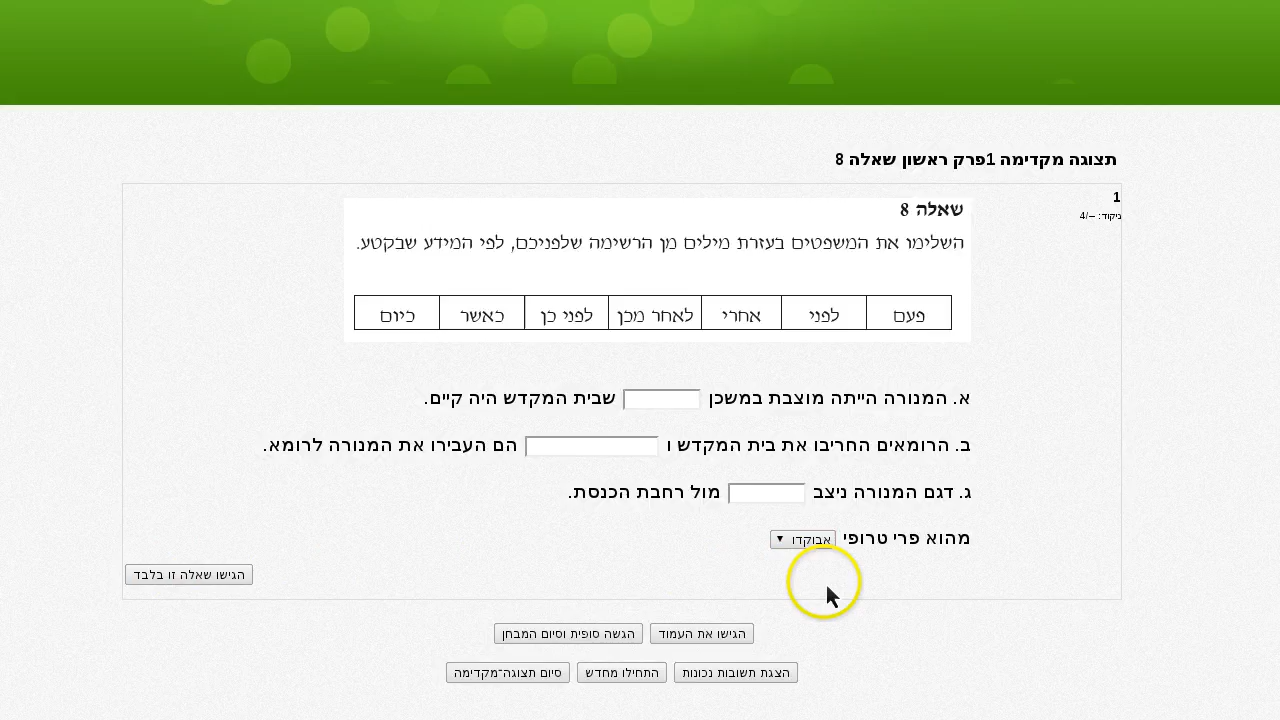 תצוגה מקדימה 1פרק ראשון שאלה 8
1
ניקוד: –/4
שאלה 8
השלימו את המשפטים בעזרת מילים מן הרשימה שלפניכם, לפי המידע שבקטע.
פעם לפני אחרי לאחר מכן לפני כן כאשר כיום
א. המנורה הייתה מוצבת במשכן שבית המקדש היה קיים.
ב. הרומאים החריבו את בית המקדש ו הם העבירו את המנורה לרומא.
ג. דגם המנורה ניצב מול רחבת הכנסת.
מהוא פרי טרופי אבוקדו
הגישו שאלה זו בלבד
הגישו את העמוד הגשה סופית וסיום המבחן
הצגת תשובות נכונות התחילו מחדש סיום תצוגה־מקדימה